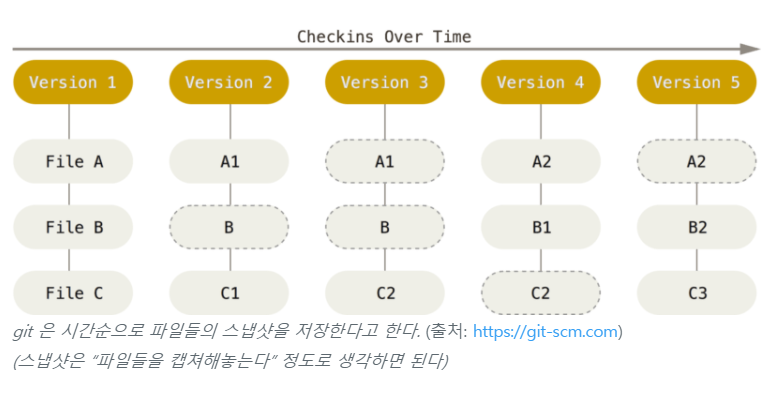 Checkins Over Time
Version 1 Version 2 Version 3 Version 4 Version 5
File A A1 A1 A2 A2
File B B B B1 B2
File C C1 C2 C2 C3
git 은 시간순으로 파일들의 스냅샷을 저장한다고 한다. (출처: https://git-scm.com)
(스냅샷은 “파일들을 캡쳐해놓는다” 정도로 생각하면 된다)